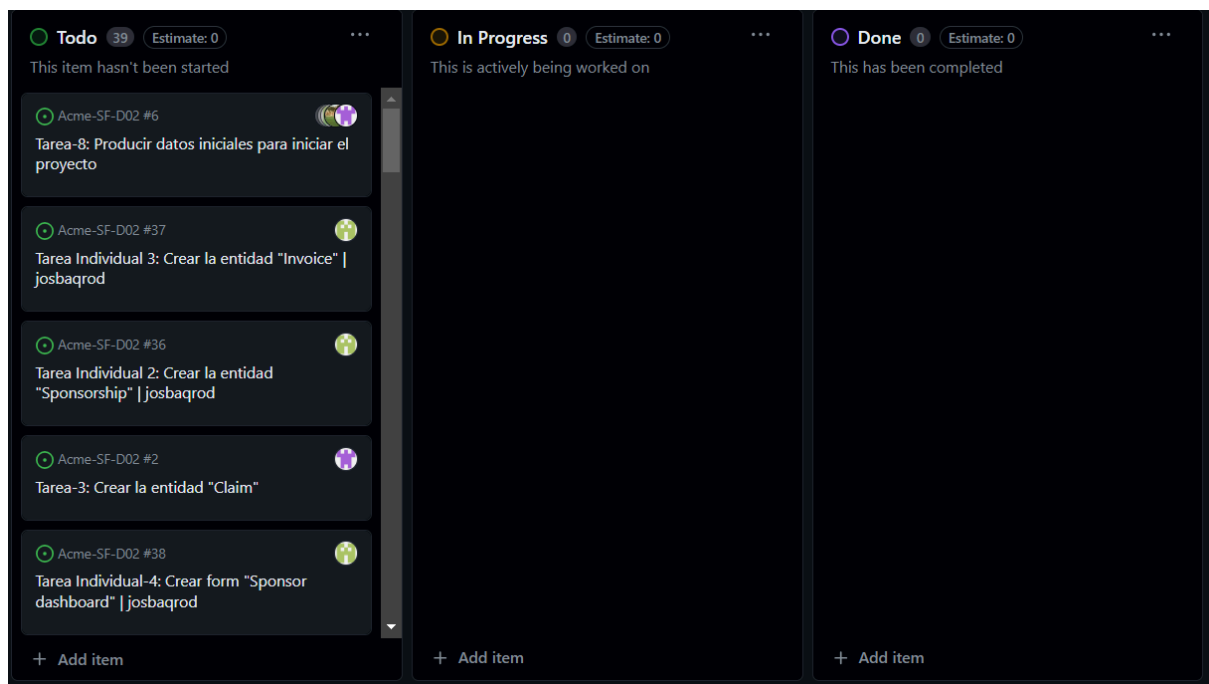 Todo 39 Estimate: 0 ...
This item hasn't been started
Acme-SF-D02 #6
Tarea-8: Producir datos iniciales para iniciar el
proyecto
Acme-SF-D02 #37
Tarea Individual 3: Crear la entidad "Invoice" |
josbaqrod
Acme-SF-D02 #36
Tarea Individual 2: Crear la entidad
"Sponsorship" | josbaqrod
Acme-SF-D02 #2
Tarea-3: Crear la entidad "Claim"
Acme-SF-D02 #38
Tarea Individual-4: Crear form "Sponsor
dashboard" | josbaqrod
+ Add item
In Progress 0 Estimate: 0 ...
This is actively being worked on
+ Add item
Done 0 Estimate: 0 ...
This has been completed
+ Add item